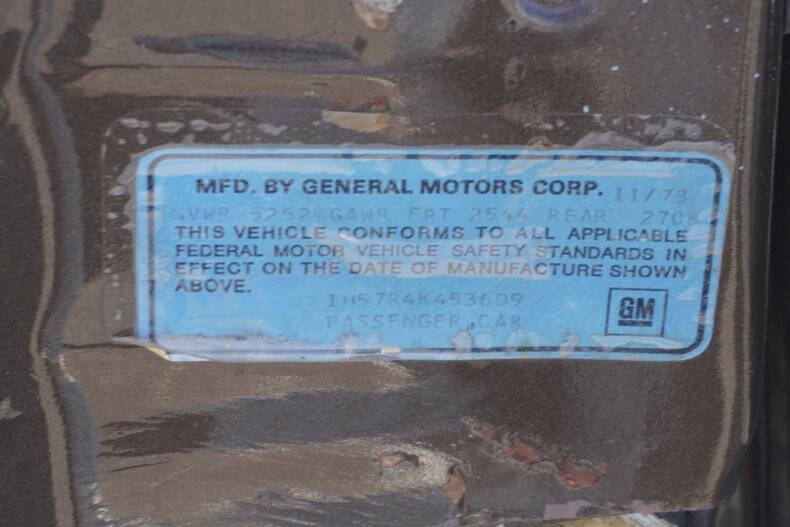 MFD. BY GENERAL MOTORS CORP. 11/73
GVWR 5252 GAWR FRT 2544 REAR 2708
THIS VEHICLE CONFORMS TO ALL APPLICABLE
FEDERAL MOTOR VEHICLE SAFETY STANDARDS IN
EFFECT ON THE DATE OF MANUFACTURE SHOWN
ABOVE.
1H57R4K453609
PASSENGER CAR
GM